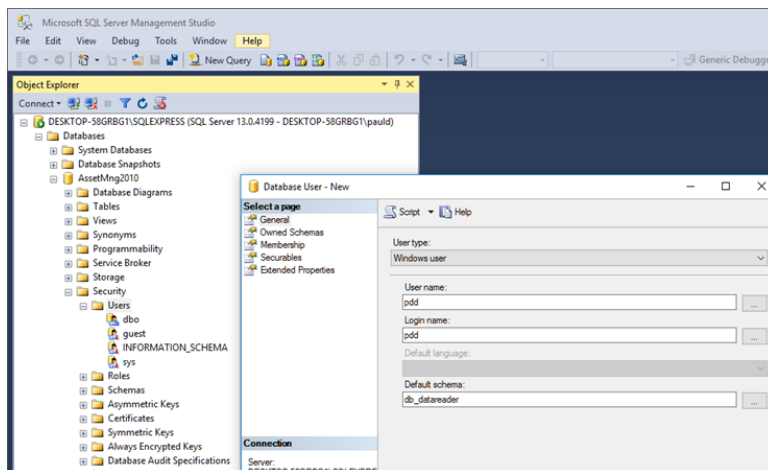 Microsoft SQL Server Management Studio
File Edit View Debug Tools Window Help
New Query
Generic Debugge
Object Explorer
Connect
DESKTOP-58GRBG1\SQLEXPRESS (SQL Server 13.0.4199 - DESKTOP-58GRBG1\pauld)
Databases
System Databases
Database Snapshots
AssetMng2010
Database Diagrams
Tables
Views
Synonyms
Programmability
Service Broker
Storage
Security
Users
dbo
guest
INFORMATION_SCHEMA
sys
Roles
Schemas
Asymmetric Keys
Certificates
Symmetric Keys
Always Encrypted Keys
Database Audit Specifications
Database User - New
Select a page
General
Owned Schemas
Membership
Securables
Extended Properties
Connection
Server:
Script Help
User type:
Windows user
User name:
pdd
...
Login name:
pdd
...
Default language:
Default schema:
db_datareader
...